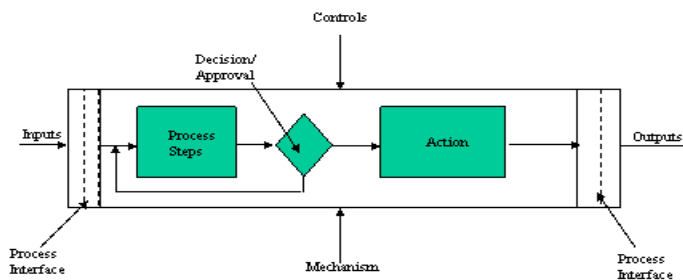 Controls
Decision/
Approval
Inputs
Process
Steps
Action
Outputs
Process
Interface
Mechanism
Process
Interface